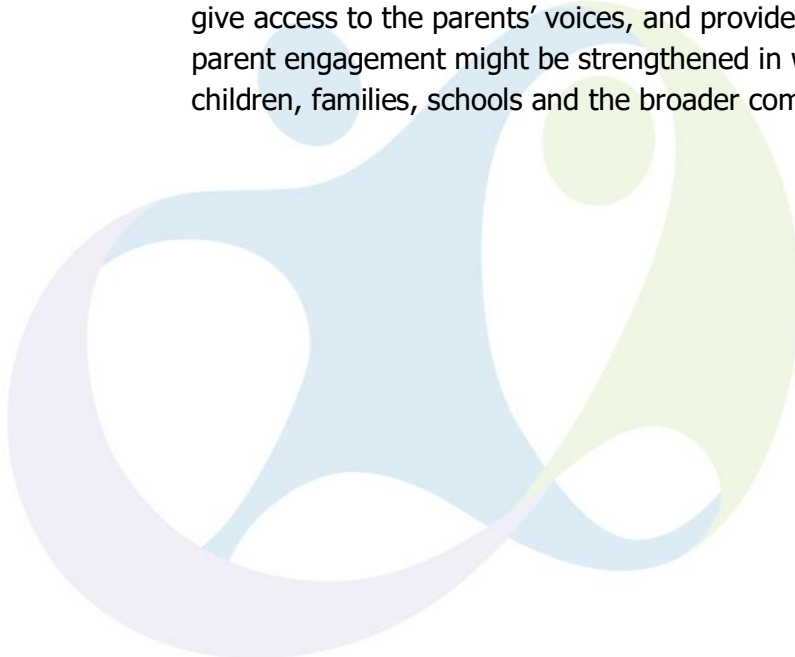 give access to the parents’ voices, and provide
parent engagement might be strengthened in
children, families, schools and the broader